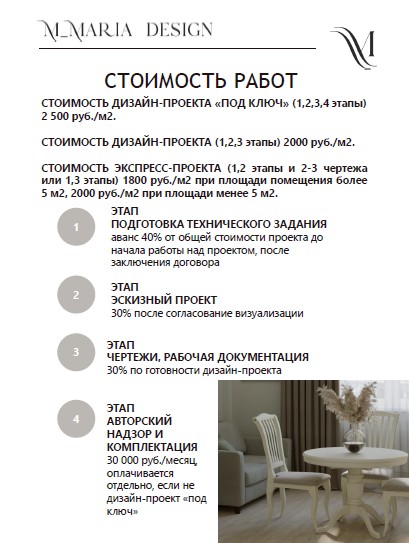 M_MARIA DESIGN
M
СТОИМОСТЬ РАБОТ
СТОИМОСТЬ ДИЗАЙН-ПРОЕКТА «ПОД КЛЮЧ» (1,2,3,4 этапы)
2 500 руб./м2.
СТОИМОСТЬ ДИЗАЙН-ПРОЕКТА (1,2,3 этапы) 2000 руб./м2.
СТОИМОСТЬ ЭКСПРЕСС-ПРОЕКТА (1,2 этапы и 2-3 чертежа
или 1,3 этапы) 1800 руб./м2 при площади помещения более
5 м2, 2000 руб./м2 при площади менее 5 м2.
1
ЭТАП
ПОДГОТОВКА ТЕХНИЧЕСКОГО ЗАДАНИЯ
аванс 40% от общей стоимости проекта до
начала работы над проектом, после
заключения договора
2
ЭТАП
ЭСКИЗНЫЙ ПРОЕКТ
30% после согласование визуализации
3
ЭТАП
ЧЕРТЕЖИ, РАБОЧАЯ ДОКУМЕНТАЦИЯ
30% по готовности дизайн-проекта
4
ЭТАП
АВТОРСКИЙ
НАДЗОР И
КОМПЛЕКТАЦИЯ
30 000 руб./месяц,
оплачивается
отдельно, если не
дизайн-проект «под
ключ»